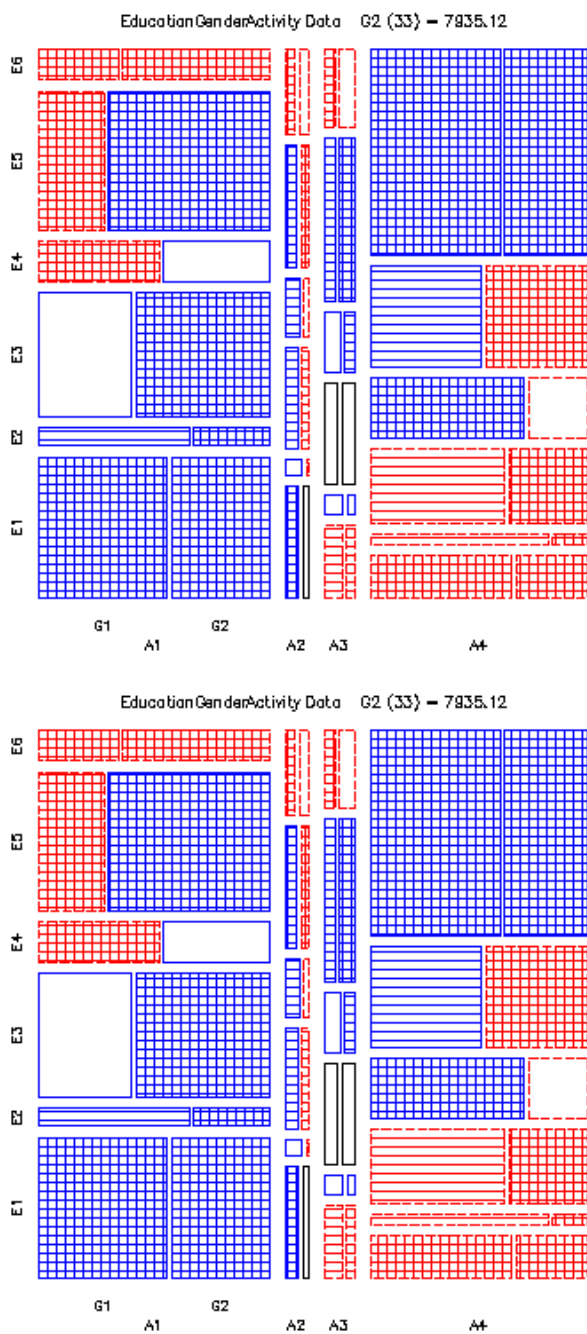 EducationGenderActivity Data G2 (33) - 7935.12
E6
E5
E4
E3
E2
E1
G1 G2
A1 A2 A3 A4
EducationGenderActivity Data G2 (33) - 7935.12
E6
E5
E4
E3
E2
E1
G1 G2
A1 A2 A3 A4